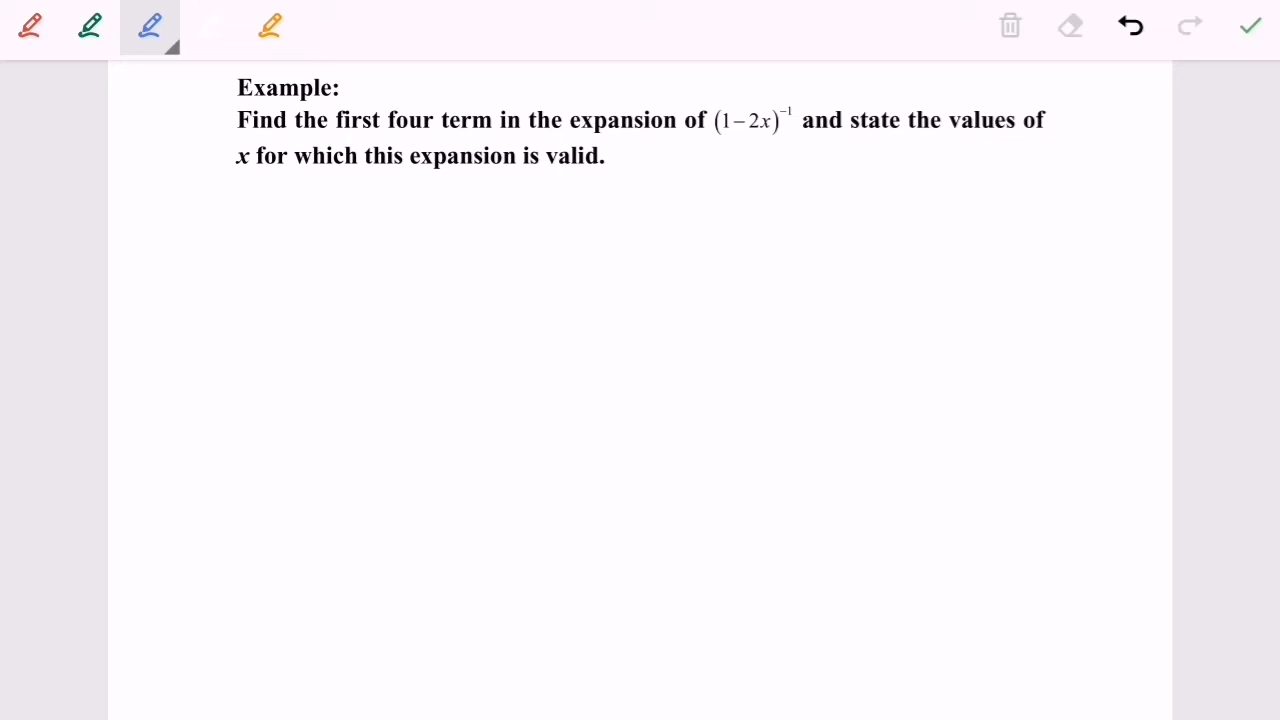 Example:
Find the first four term in the expansion of (1−2x)⁻¹ and state the values of
x for which this expansion is valid.